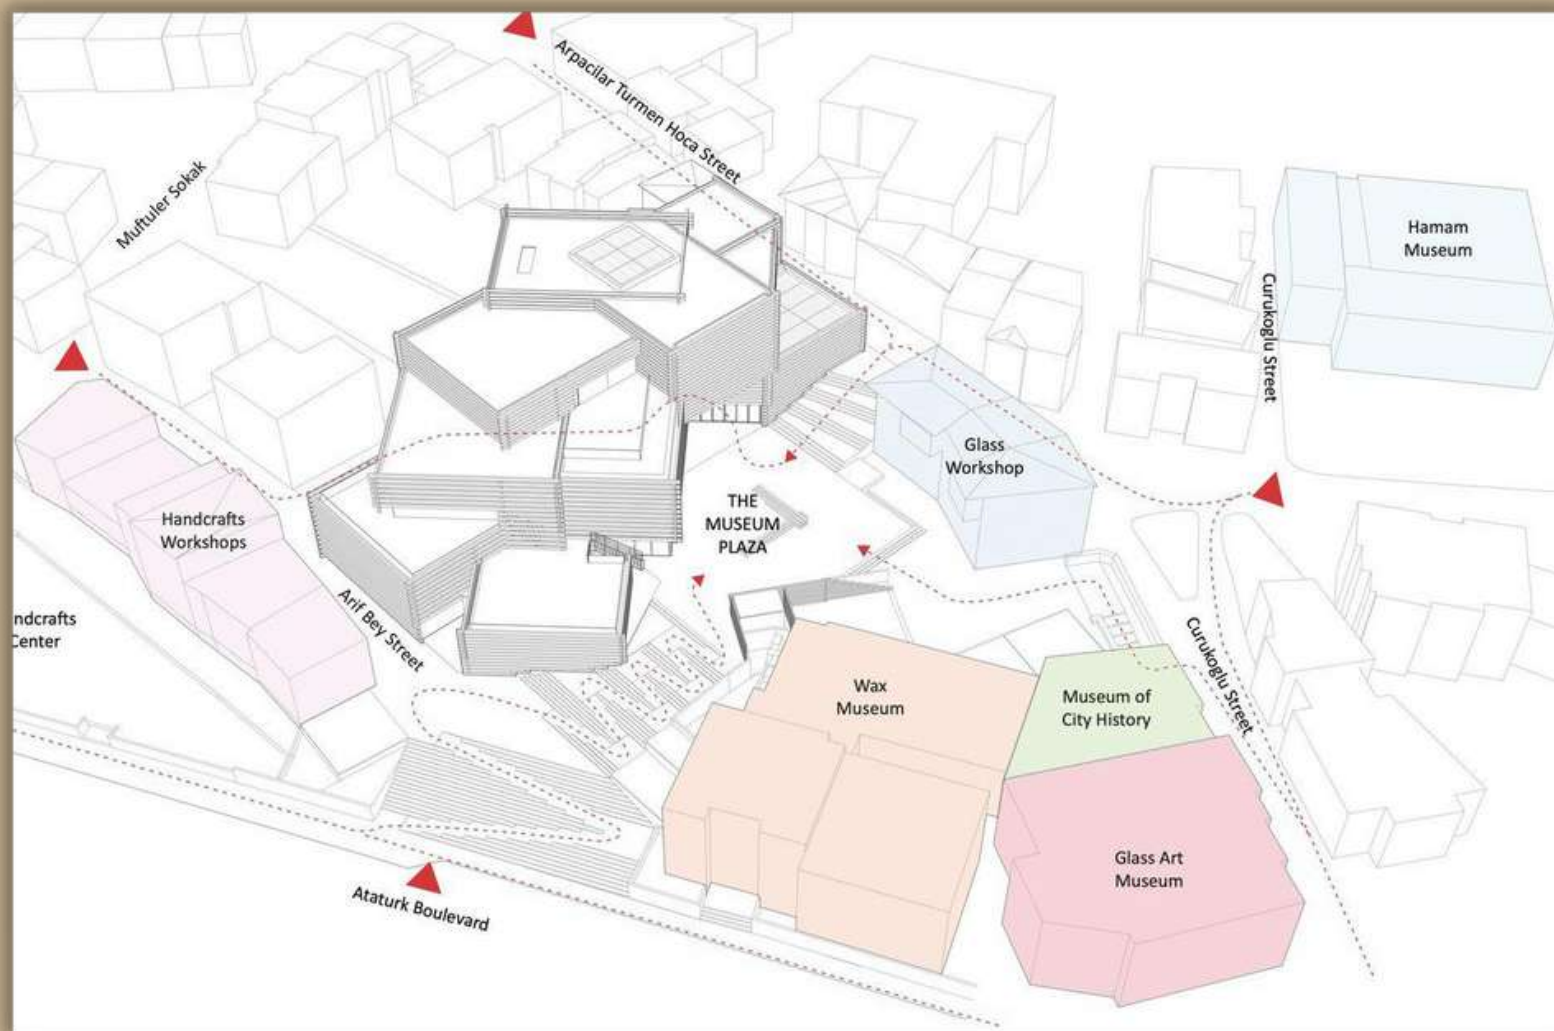 Arpacilar Turmen Hoca Street
Muftuler Sokak
Hamam
Museum
Curukoglu Street
Glass
Workshop
THE
MUSEUM
PLAZA
Handcrafts
Workshops
Arif Bey Street
ndcrafts
Center
Curukoglu Street
Wax
Museum
Museum of
City History
Glass Art
Museum
Ataturk Boulevard